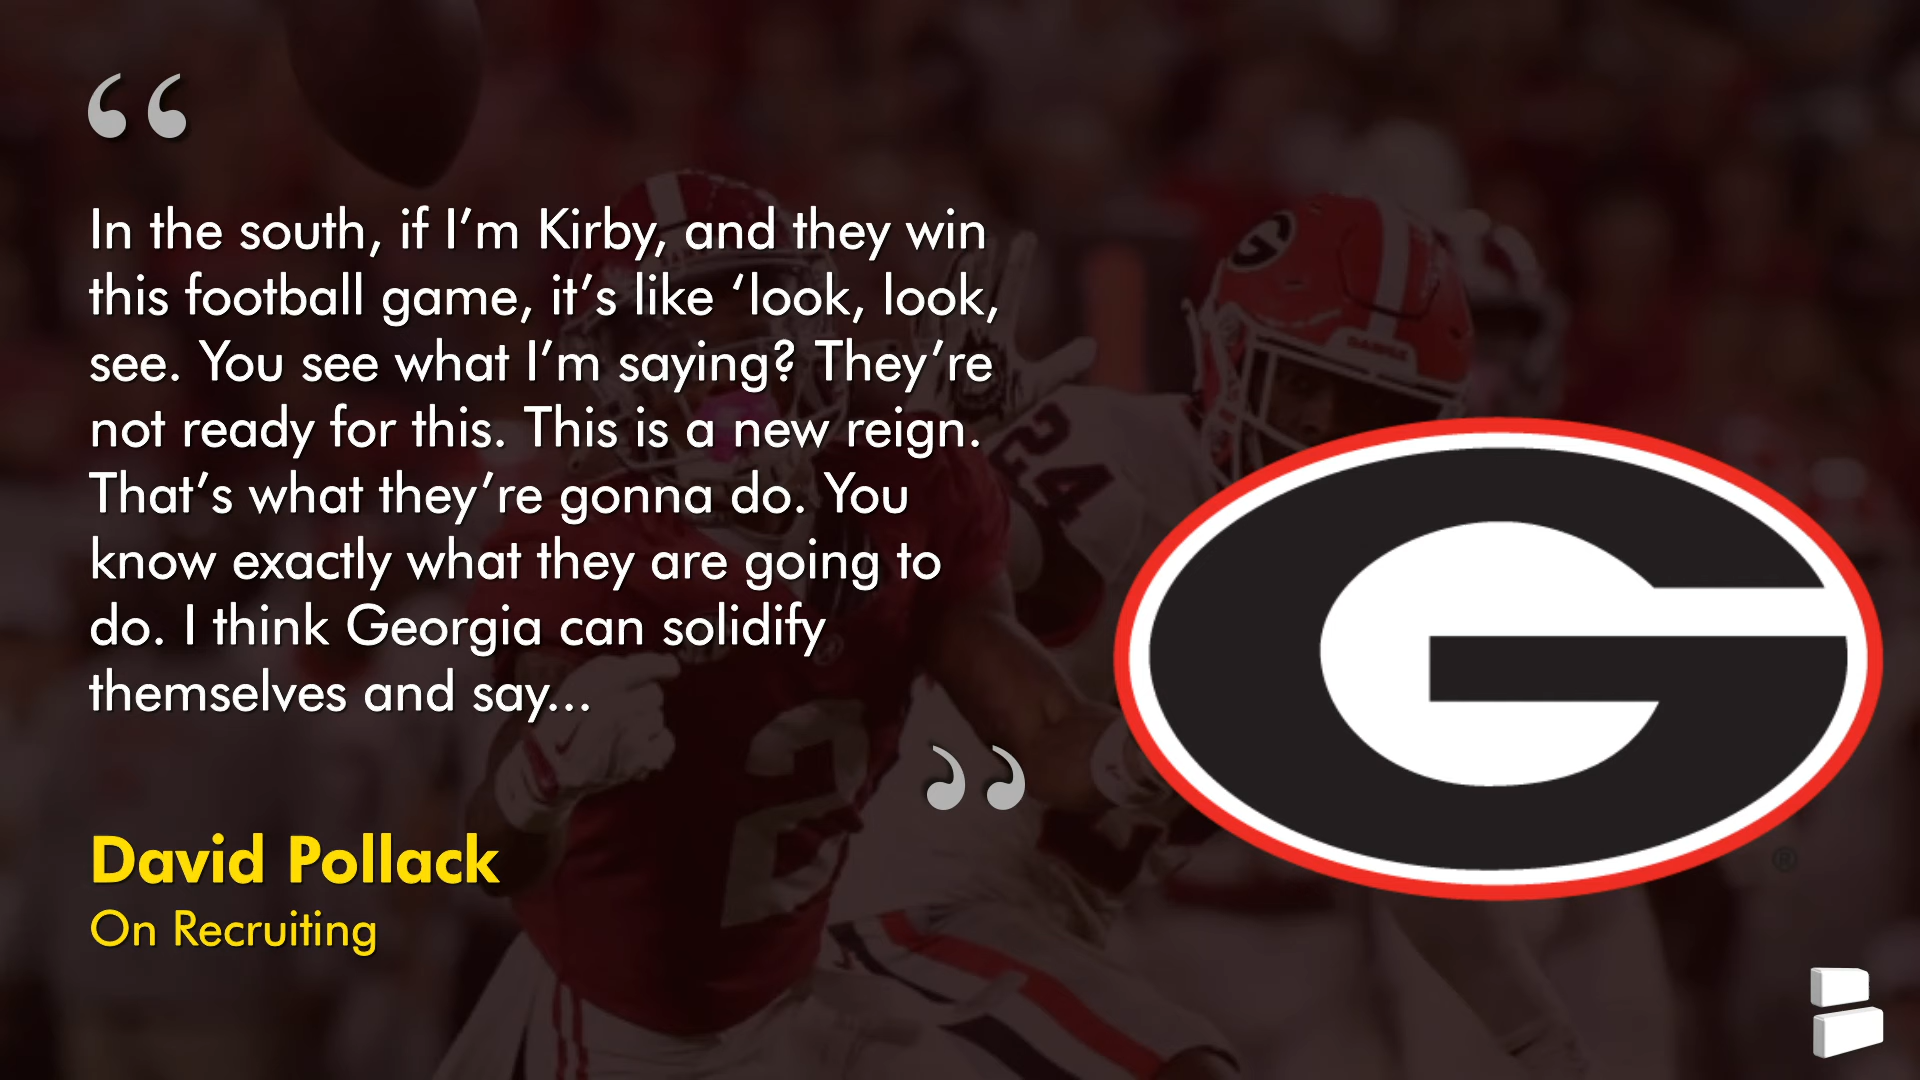 “
In the south, if I’m Kirby, and they win
this football game, it’s like ‘look, look,
see. You see what I’m saying? They’re
not ready for this. This is a new reign.
That’s what they’re gonna do. You
know exactly what they are going to
do. I think Georgia can solidify
themselves and say...
”
David Pollack
On Recruiting
G
24
2
G
®